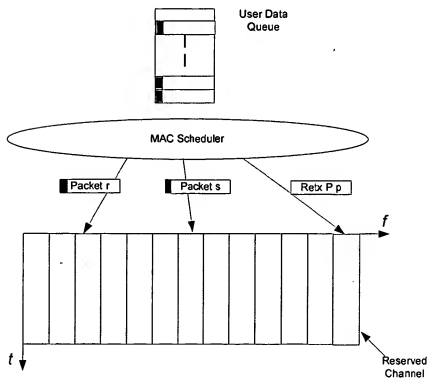 User Data
Queue
MAC Scheduler
Packet r
Packet s
Retx P p
f
t
Reserved
Channel